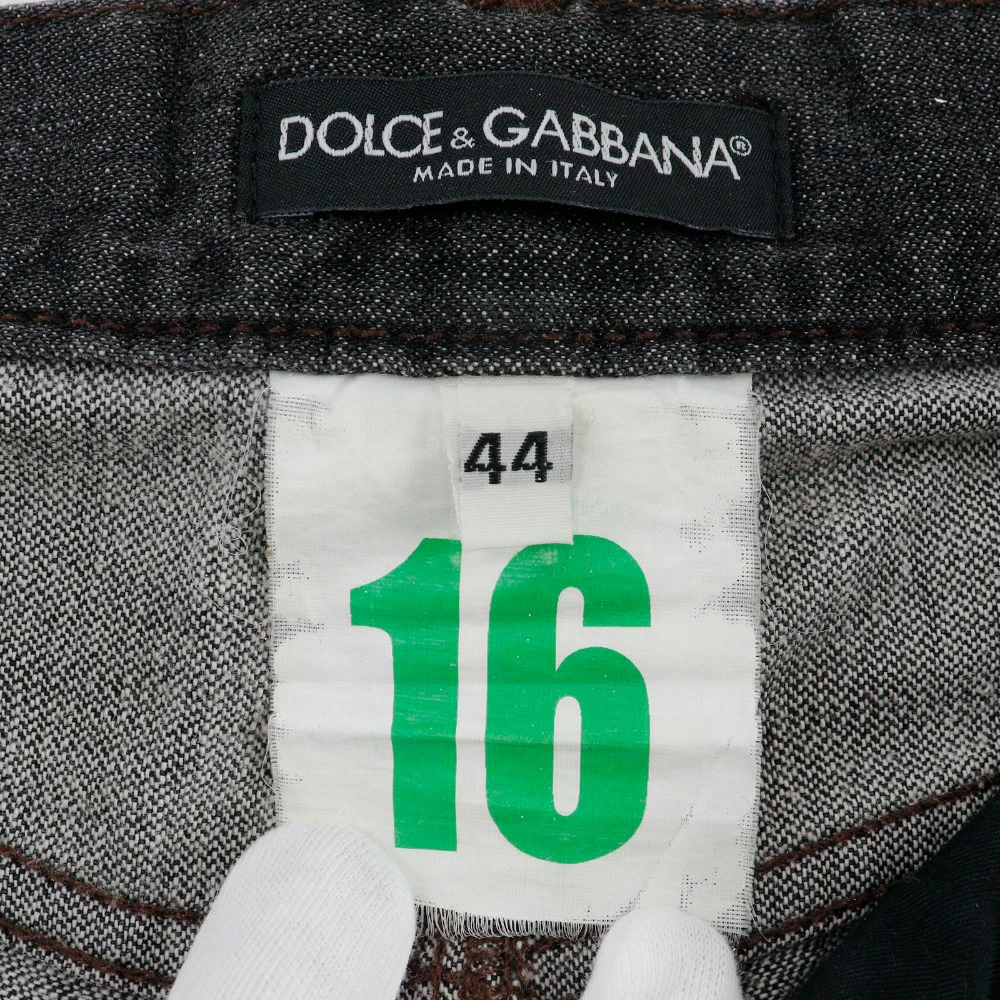 DOLCE & GABBANA®
MADE IN ITALY
44
16